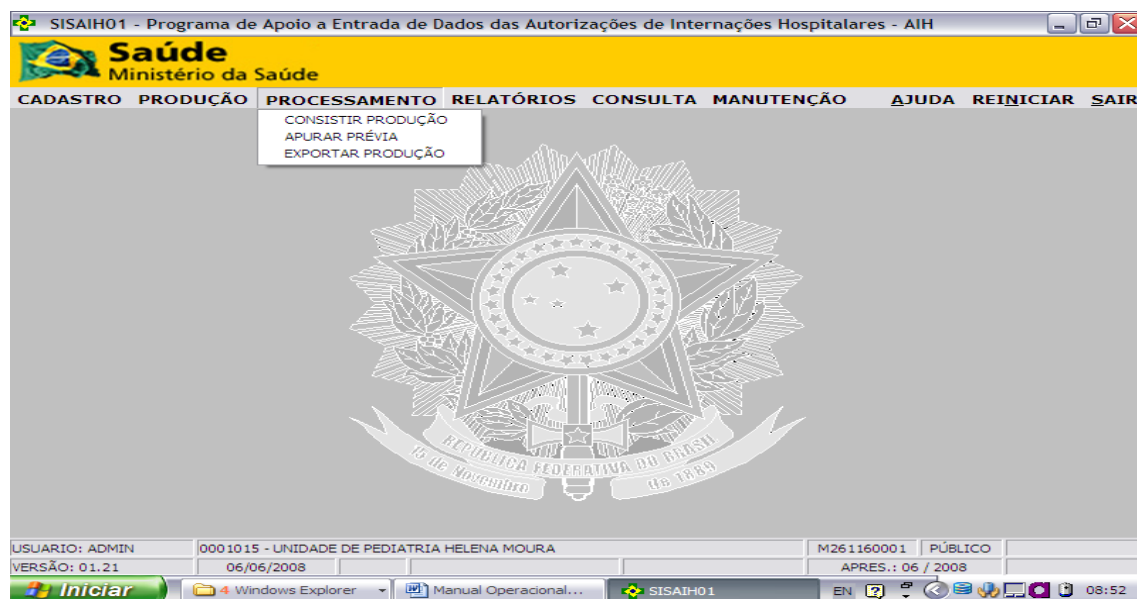 SISAIH01 - Programa de Apoio a Entrada de Dados das Autorizações de Internações Hospitalares - AIH
Saúde
Ministério da Saúde
CADASTRO PRODUÇÃO PROCESSAMENTO RELATÓRIOS CONSULTA MANUTENÇÃO AJUDA REINICIAR SAIR
CONSISTIR PRODUÇÃO
APURAR PRÉVIA
EXPORTAR PRODUÇÃO
REPUBLICA FEDERATIVA DO BRASIL
15 de Novembro de 1889
USUARIO: ADMIN 0001015 - UNIDADE DE PEDIATRIA HELENA MOURA M261160001 PÚBLICO
VERSÃO: 01.21 06/06/2008 APRES.: 06 / 2008
Iniciar 4 Windows Explorer Manual Operacional... SISAIH01 EN 08:52